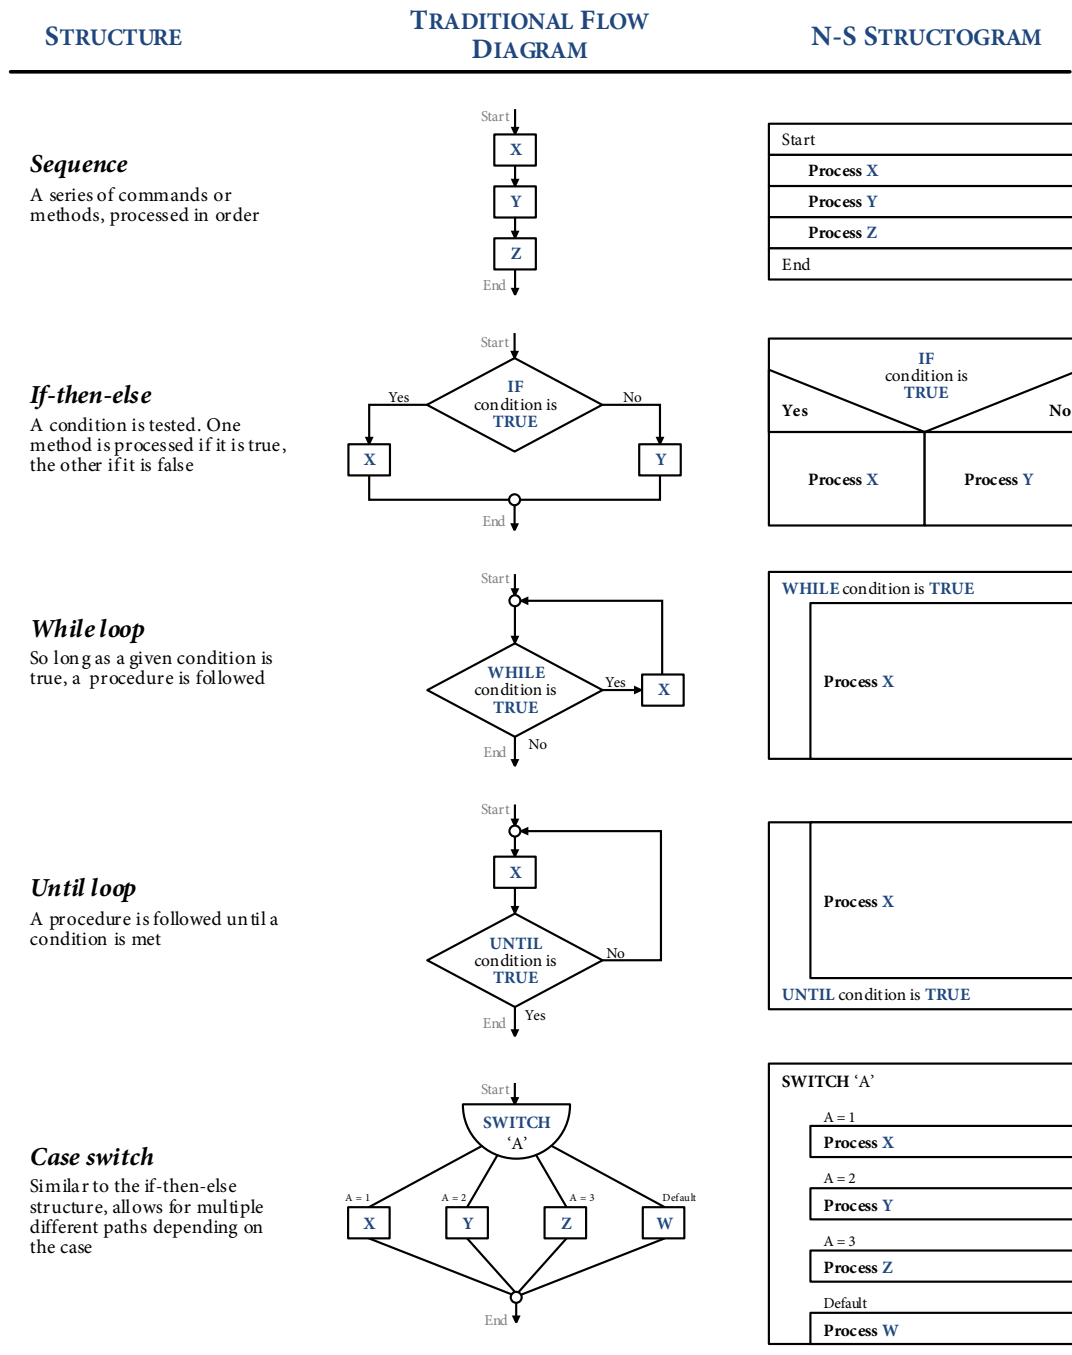 STRUCTURE
TRADITIONAL FLOW
DIAGRAM
N-S STRUCTOGRAM
Sequence
A series of commands or
methods, processed in order
Start
X
Y
Z
End
Start
Process X
Process Y
Process Z
End
If-then-else
A condition is tested. One
method is processed if it is true,
the other if it is false
Start
IF
condition is
TRUE
Yes
No
X
Y
End
IF
condition is
TRUE
Yes
No
Process X
Process Y
While loop
So long as a given condition is
true, a procedure is followed
Start
WHILE
condition is
TRUE
Yes
X
No
End
WHILE condition is TRUE
Process X
Until loop
A procedure is followed until a
condition is met
Start
X
UNTIL
condition is
TRUE
No
Yes
End
Process X
UNTIL condition is TRUE
Case switch
Similar to the if-then-else
structure, allows for multiple
different paths depending on
the case
Start
SWITCH
‘A’
A = 1
A = 2
A = 3
Default
X
Y
Z
W
End
SWITCH ‘A’
A = 1
Process X
A = 2
Process Y
A = 3
Process Z
Default
Process W